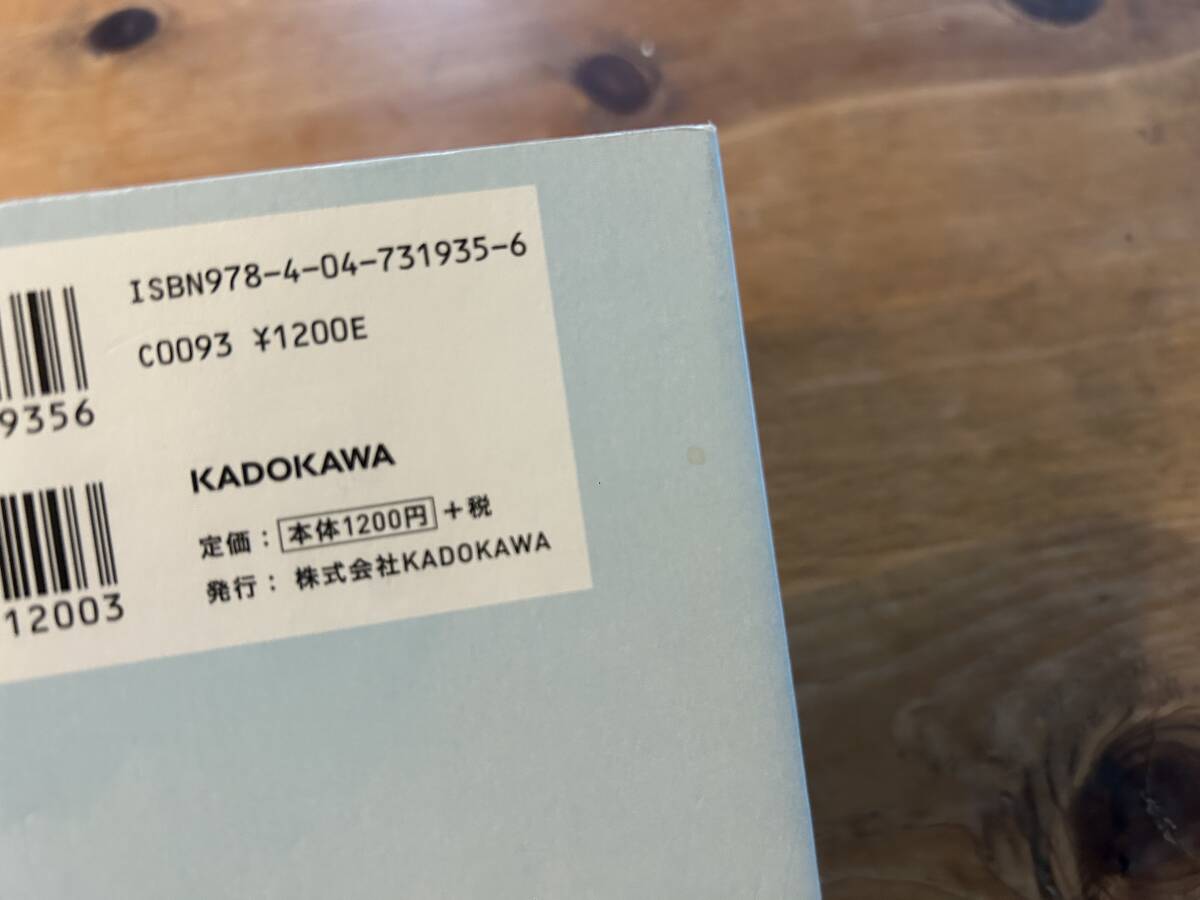 ISBN978-4-04-731935-6
C0093 ¥1200E
9356
KADOKAWA
定価：本体1200円+税
発行：株式会社KADOKAWA
12003